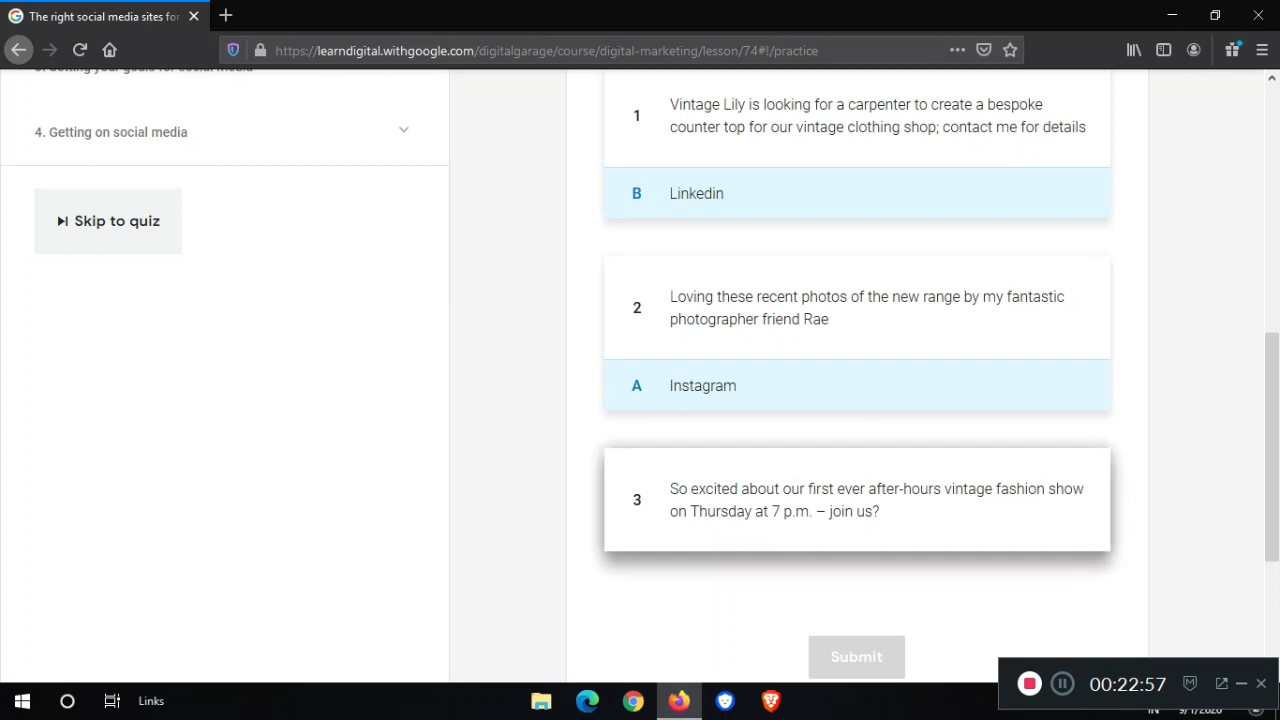 The right social media sites for
https://learndigital.withgoogle.com/digitalgarage/course/digital-marketing/lesson/74#!/practice
4. Getting on social media
Skip to quiz
1
Vintage Lily is looking for a carpenter to create a bespoke
counter top for our vintage clothing shop; contact me for details
B Linkedin
2
Loving these recent photos of the new range by my fantastic
photographer friend Rae
A Instagram
3
So excited about our first ever after-hours vintage fashion show
on Thursday at 7 p.m. – join us?
Submit
00:22:57
Links
IN 9/1/2020